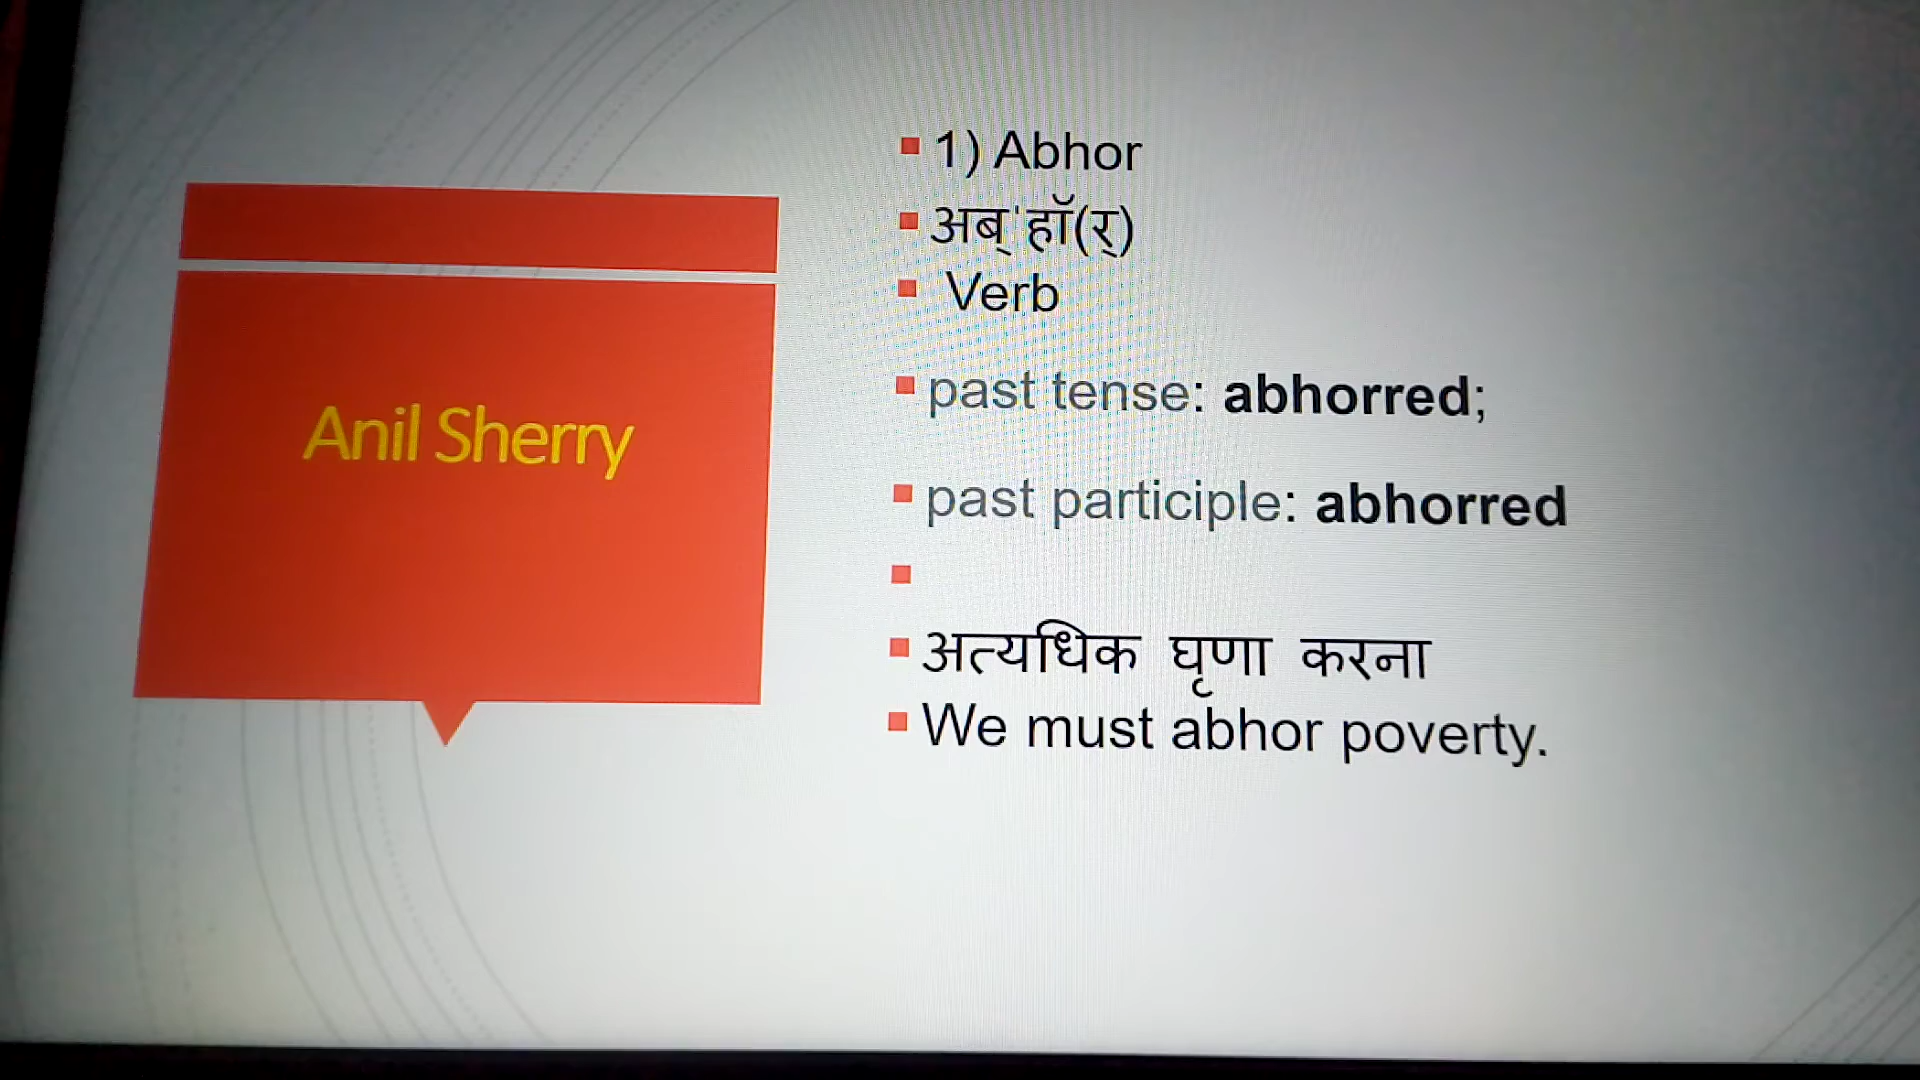 Anil Sherry
1) Abhor
अब्ˈहॉ(र्)
Verb
past tense: abhorred;
past participle: abhorred
अत्यधिक घृणा करना
We must abhor poverty.